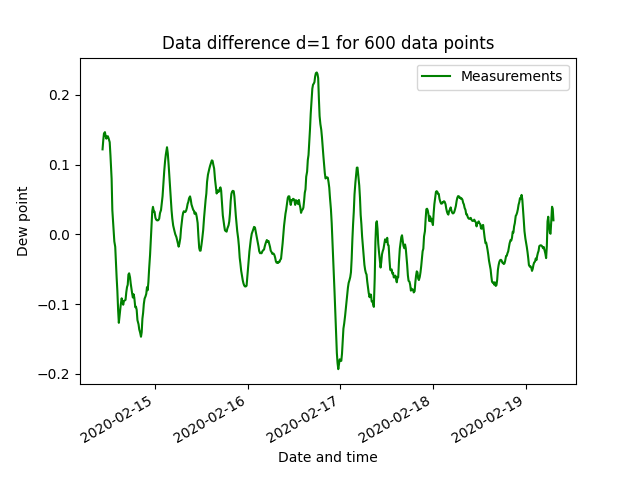 Data difference d=1 for 600 data points
Measurements
0.2
0.1
0.0
−0.1
−0.2
Dew point
2020-02-15
2020-02-16
2020-02-17
2020-02-18
2020-02-19
Date and time